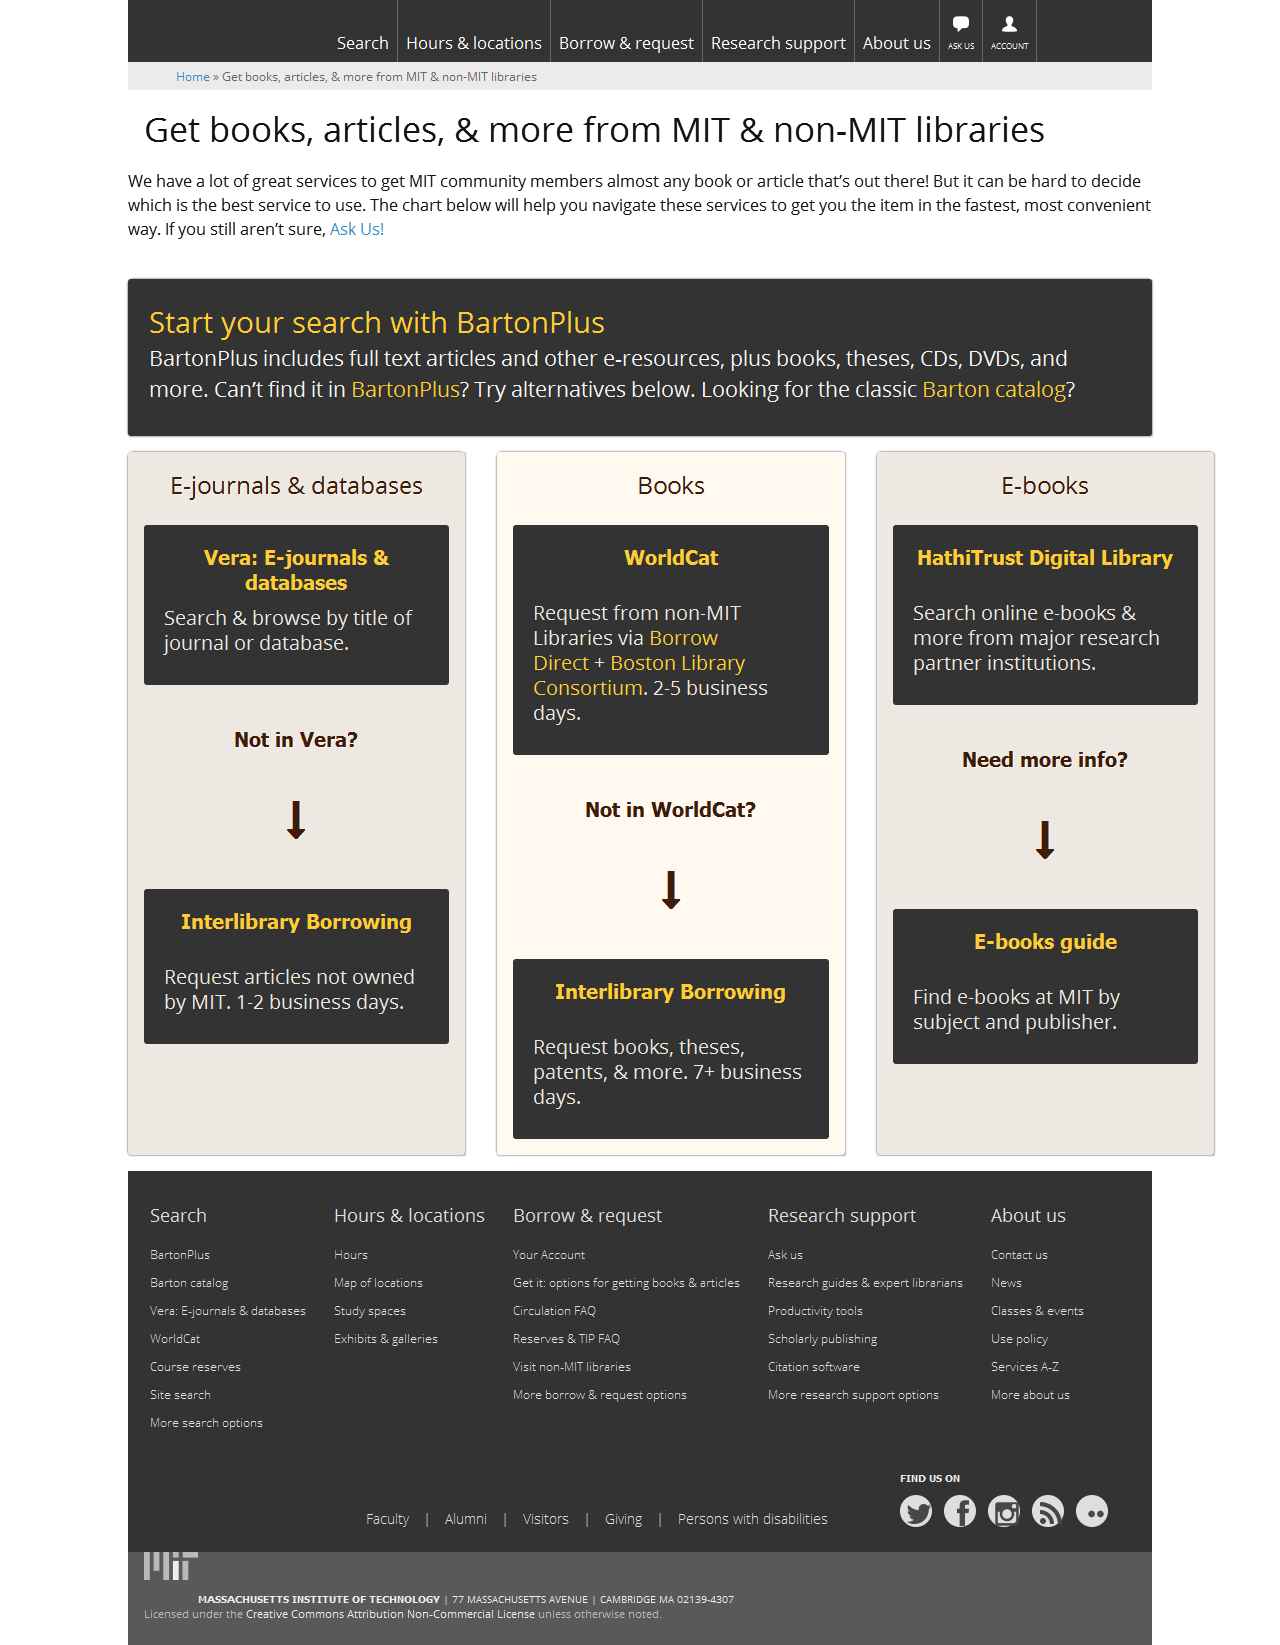 Search
Hours & locations
Borrow & request
Research support
About us
ASK US
ACCOUNT
Home » Get books, articles, & more from MIT & non-MIT libraries
Get books, articles, & more from MIT & non-MIT libraries
We have a lot of great services to get MIT community members almost any book or article that’s out there! But it can be hard to decide
which is the best service to use. The chart below will help you navigate these services to get you the item in the fastest, most convenient
way. If you still aren’t sure, Ask Us!
Start your search with BartonPlus
BartonPlus includes full text articles and other e-resources, plus books, theses, CDs, DVDs, and
more. Can’t find it in BartonPlus? Try alternatives below. Looking for the classic Barton catalog?
E-journals & databases
Vera: E-journals &
databases
Search & browse by title of
journal or database.
Not in Vera?
Interlibrary Borrowing
Request articles not owned
by MIT. 1-2 business days.
Books
WorldCat
Request from non-MIT
Libraries via Borrow
Direct + Boston Library
Consortium. 2-5 business
days.
Not in WorldCat?
Interlibrary Borrowing
Request books, theses,
patents, & more. 7+ business
days.
E-books
HathiTrust Digital Library
Search online e-books &
more from major research
partner institutions.
Need more info?
E-books guide
Find e-books at MIT by
subject and publisher.
Search
BartonPlus
Barton catalog
Vera: E-journals & databases
WorldCat
Course reserves
Site search
More search options
Hours & locations
Hours
Map of locations
Study spaces
Exhibits & galleries
Borrow & request
Your Account
Get it: options for getting books & articles
Circulation FAQ
Reserves & TIP FAQ
Visit non-MIT libraries
More borrow & request options
Research support
Ask us
Research guides & expert librarians
Productivity tools
Scholarly publishing
Citation software
More research support options
About us
Contact us
News
Classes & events
Use policy
Services A-Z
More about us
FIND US ON
Faculty | Alumni | Visitors | Giving | Persons with disabilities
MIT
MASSACHUSETTS INSTITUTE OF TECHNOLOGY | 77 MASSACHUSETTS AVENUE | CAMBRIDGE MA 02139-4307
Licensed under the Creative Commons Attribution Non-Commercial License unless otherwise noted.